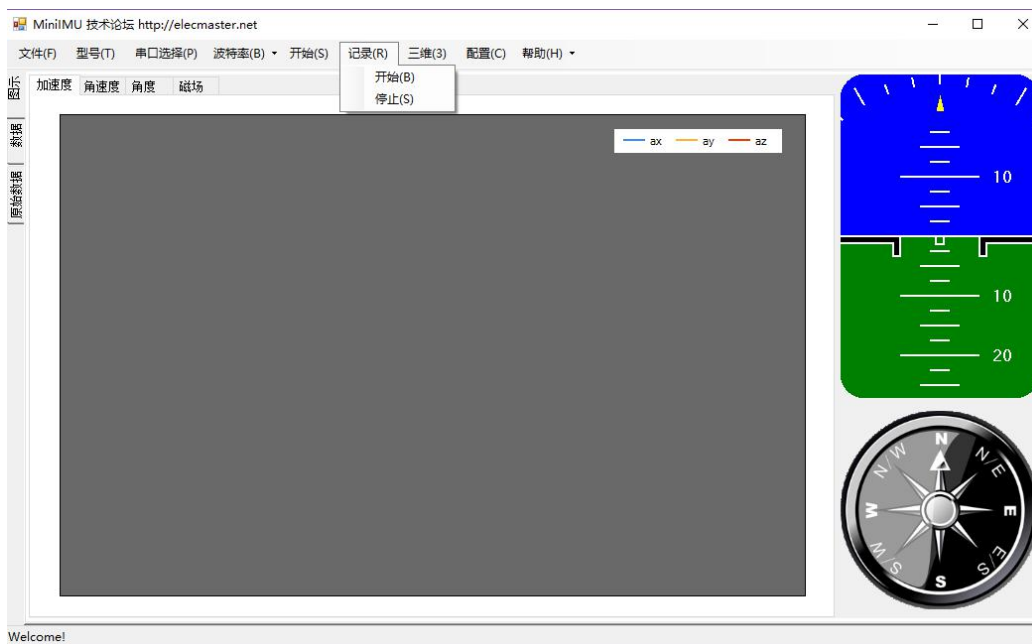 MiniIMU 技术论坛 http://elecmaster.net
文件(F) 型号(T) 串口选择(P) 波特率(B) 开始(S) 记录(R) 三维(3) 配置(C) 帮助(H)
开始(B)
停止(S)
图示
数据
原始数据
加速度 角速度 角度 磁场
ax ay az
10
10
20
N
N/E
E
E/S
S
W/S
W
N/W
Welcome!